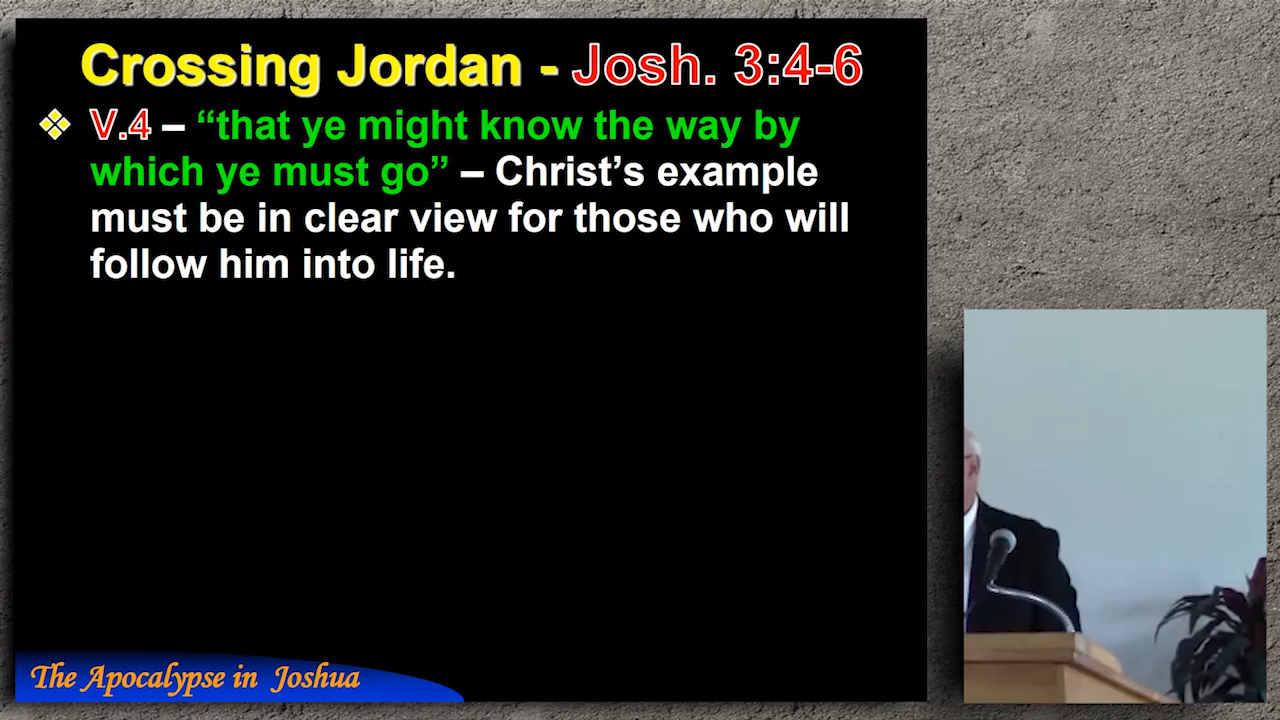 Crossing Jordan - Josh. 3:4-6
❖ V.4 – “that ye might know the way by
which ye must go” – Christ’s example
must be in clear view for those who will
follow him into life.
The Apocalypse in Joshua